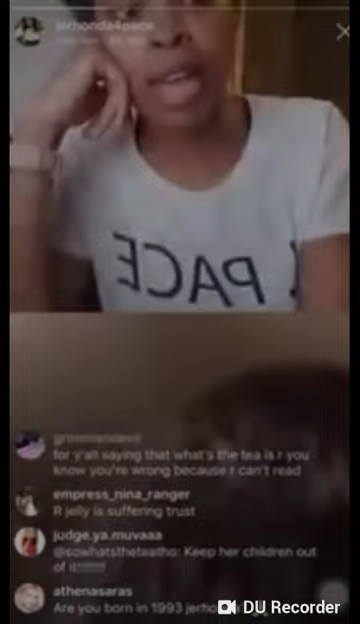 jerhonda4pace
. PACE
for y'all saying that what's the tea is r you
know you're wrong because r can't read
empress_nina_ranger
R jelly is suffering trust
judge.ya.muvaaa
@sowhatstheteatho: Keep her children out
of it!!!!!!!
athenasaras
Are you born in 1993
DU Recorder